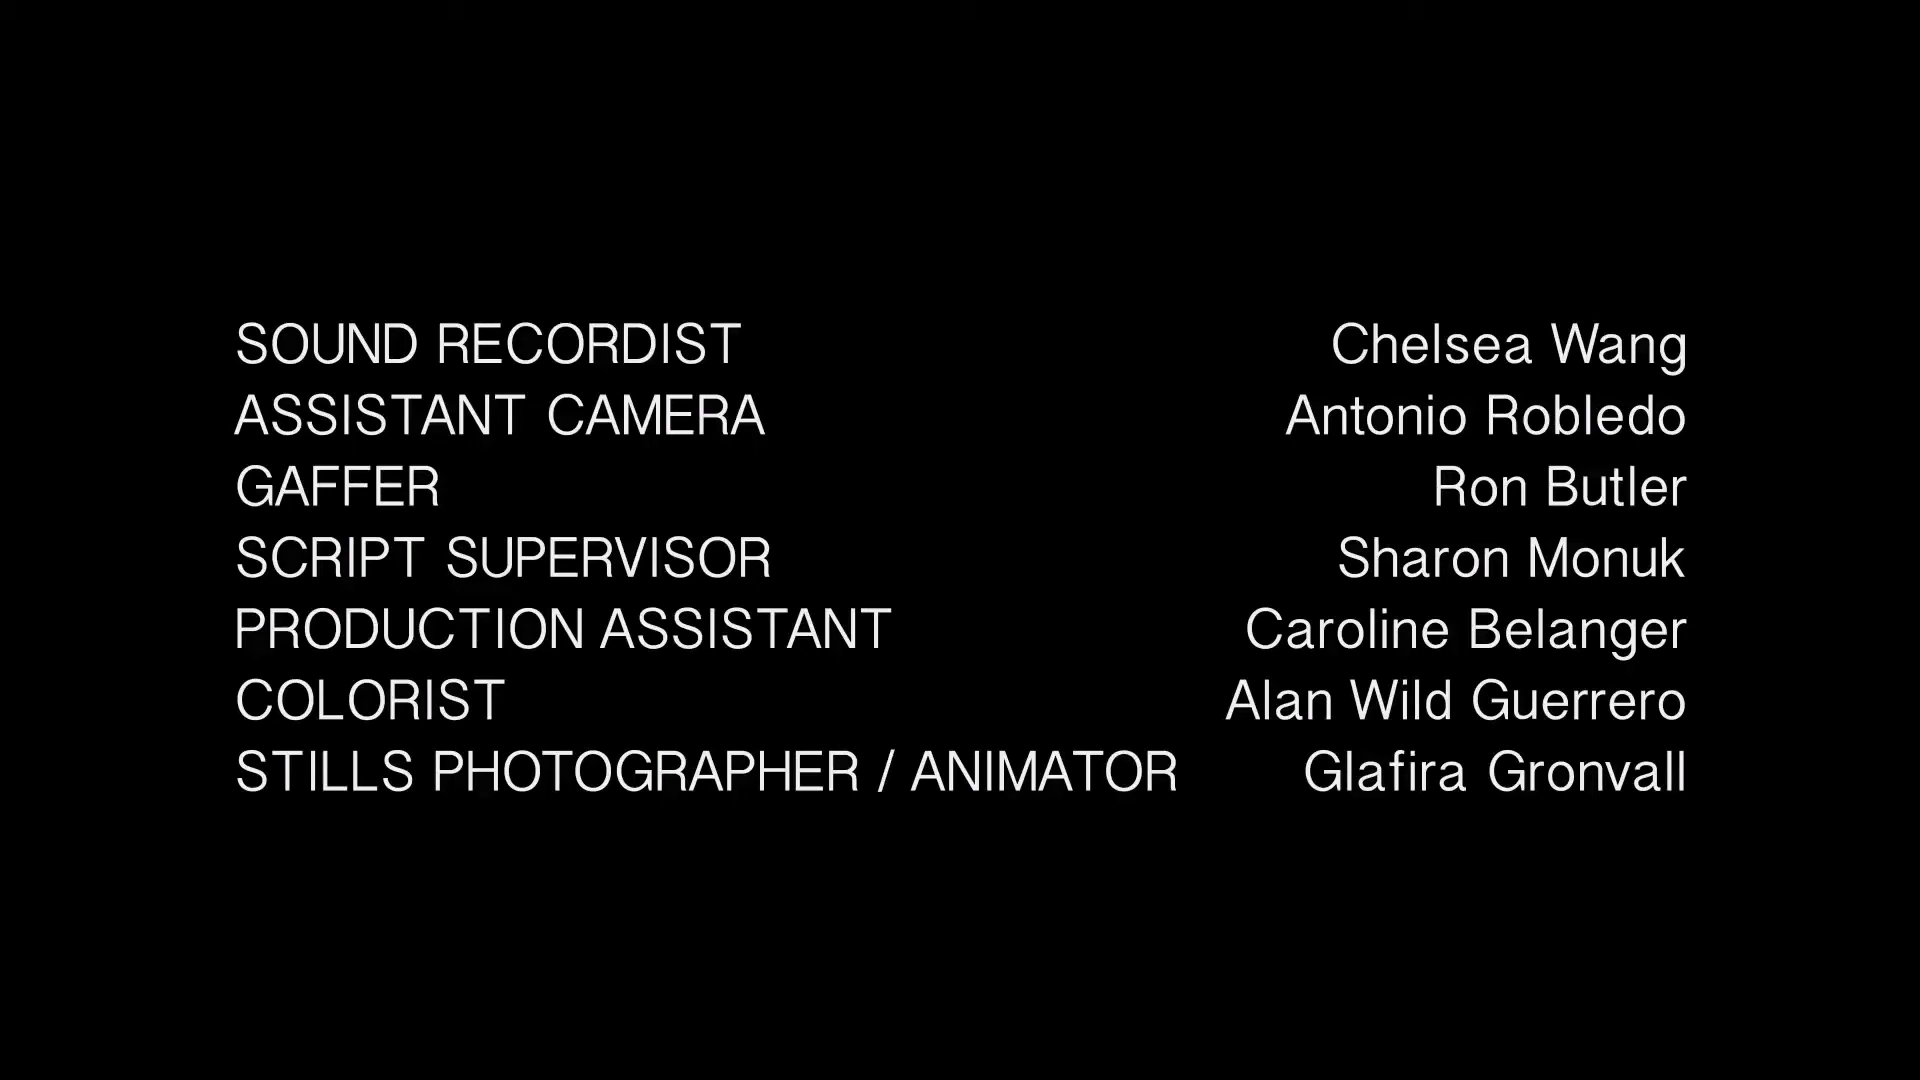 SOUND RECORDIST Chelsea Wang
ASSISTANT CAMERA Antonio Robledo
GAFFER Ron Butler
SCRIPT SUPERVISOR Sharon Monuk
PRODUCTION ASSISTANT Caroline Belanger
COLORIST Alan Wild Guerrero
STILLS PHOTOGRAPHER / ANIMATOR Glafira Gronvall